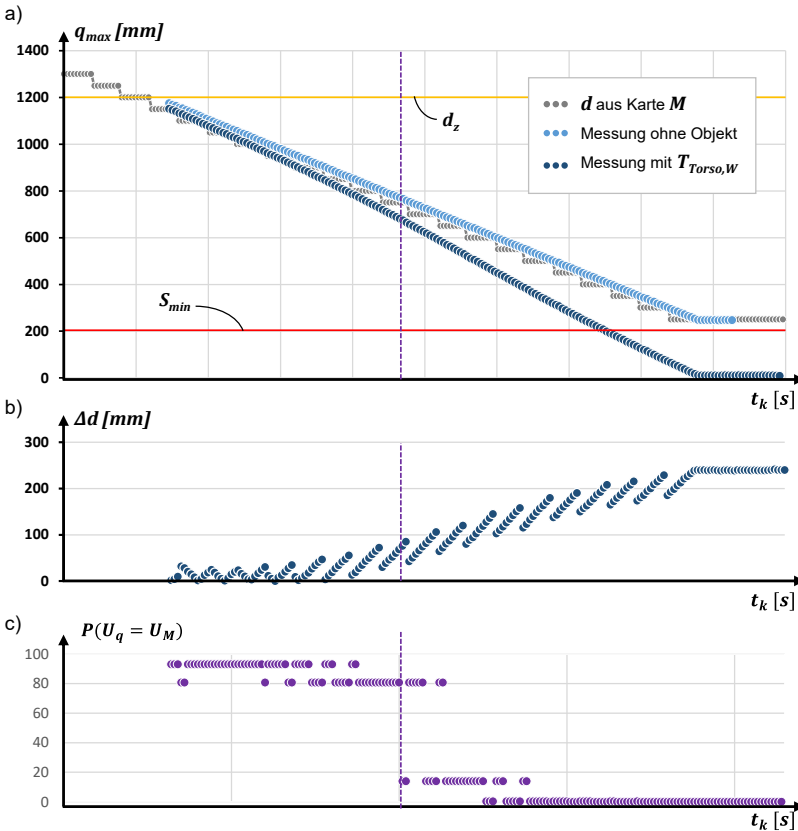 a)
q_max [mm]
1400
1200
1000
800
600
400
200
0
d_z
S_min
d aus Karte M
Messung ohne Objekt
Messung mit T_Torso,W
t_k [s]
b)
Δd [mm]
300
200
100
0
t_k [s]
c)
P(U_q = U_M)
100
80
60
40
20
0
t_k [s]